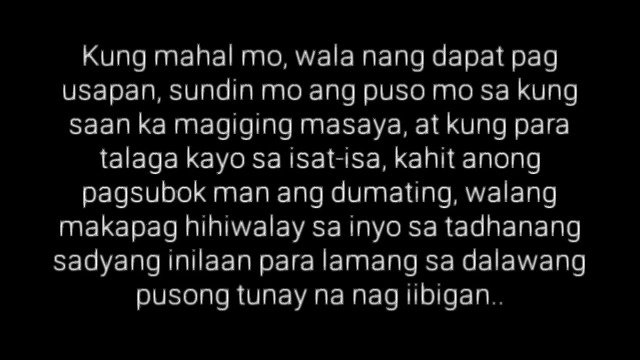 Kung mahal mo, wala nang dapat pag
usapan, sundin mo ang puso mo sa kung
saan ka magiging masaya, at kung para
talaga kayo sa isat-isa, kahit anong
pagsubok man ang dumating, walang
makapag hihiwalay sa inyo sa tadhanang
sadyang inilaan para lamang sa dalawang
pusong tunay na nag iibigan..